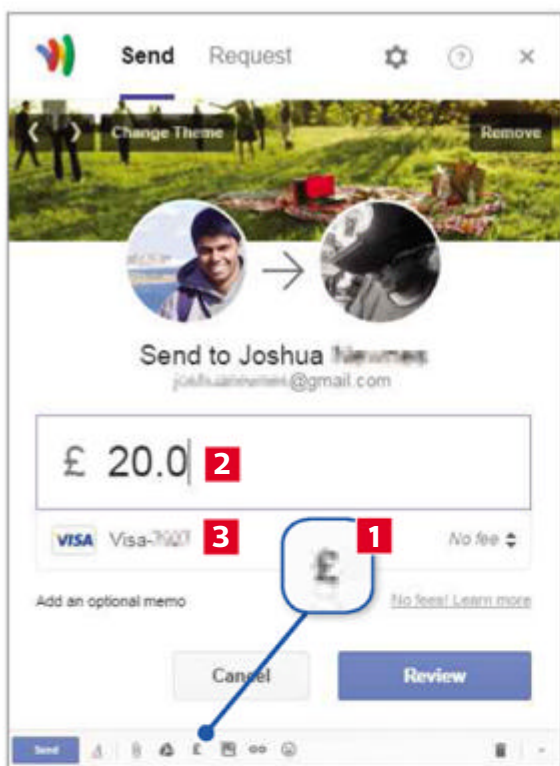 Send Request ? ×
Change Theme Remove
Send to Joshua
@gmail.com
£ 20.0 2
VISA Visa- 3 £ 1 No fee
Add an optional memo No fees! Learn more
Cancel Review
Send A £